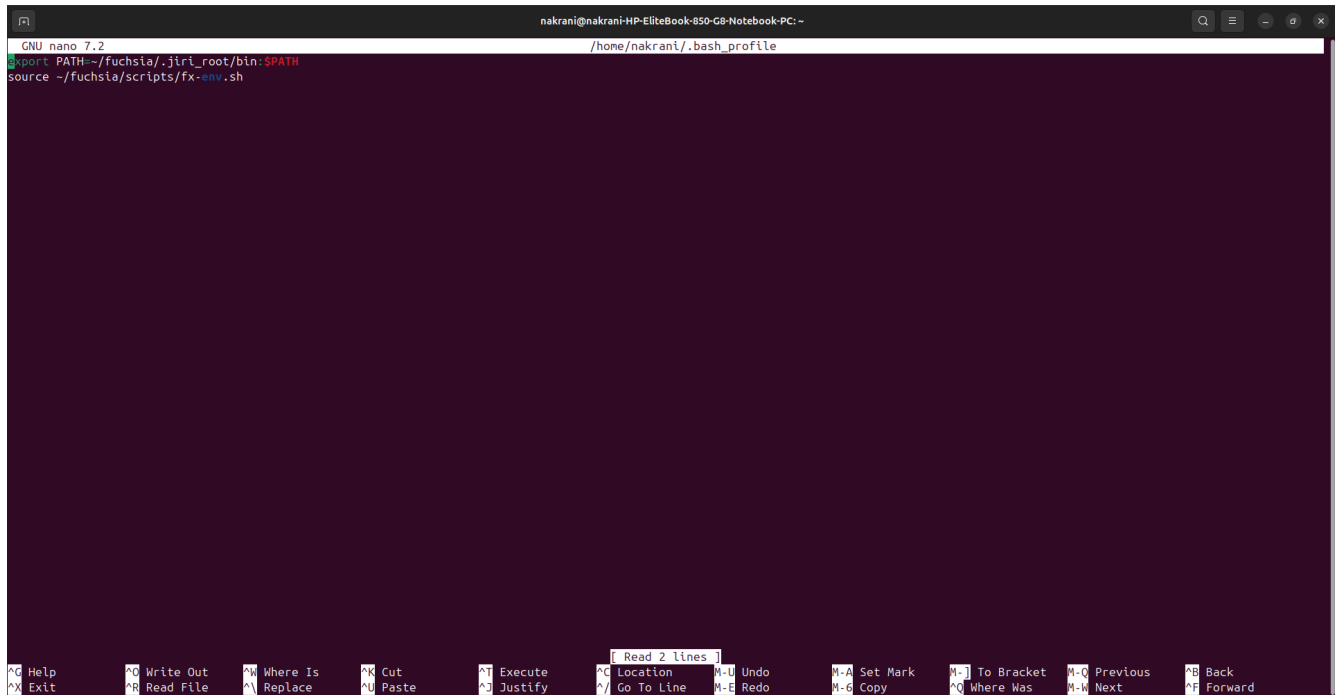 nakrani@nakrani-HP-EliteBook-850-G8-Notebook-PC: ~
GNU nano 7.2 /home/nakrani/.bash_profile
export PATH=~/fuchsia/.jiri_root/bin:$PATH
source ~/fuchsia/scripts/fx-env.sh
[ Read 2 lines ]
^G Help ^O Write Out ^W Where Is ^K Cut ^T Execute ^C Location M-U Undo M-A Set Mark M-] To Bracket M-Q Previous ^B Back
^X Exit ^R Read File ^\ Replace ^U Paste ^J Justify ^/ Go To Line M-E Redo M-6 Copy ^Q Where Was M-W Next ^F Forward